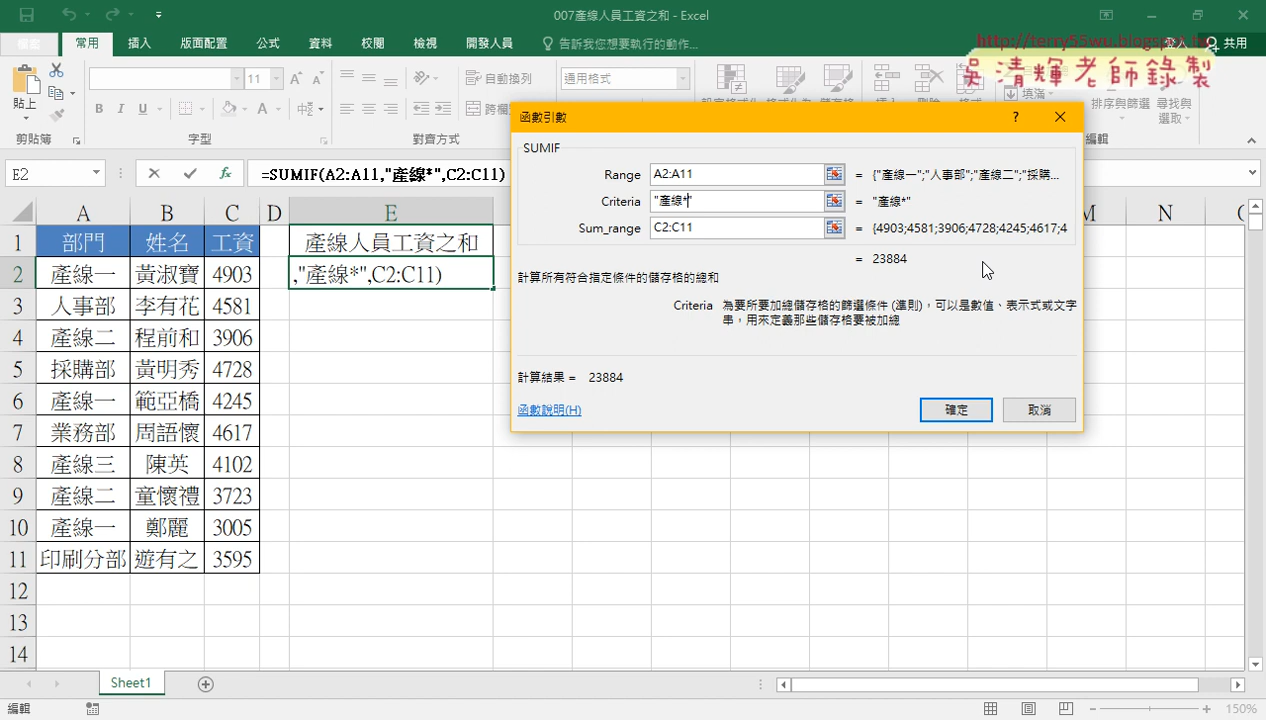 007產線人員工資之和 - Excel
http://terry55wu.blogspot.tw
檔案 常用 插入 版面配置 公式 資料 校閱 檢視 開發人員 告訴我您想要執行的動作... 登入 共用
吳清輝老師錄製
貼上 11 自動換列 通用格式
B I U 中 跨欄 填滿 排序與篩選 尋找與選取
剪貼簿 字型 對齊方式 編輯
E2 fx =SUMIF(A2:A11,"產線*",C2:C11)
A B C D E M N
1 部門 姓名 工資 產線人員工資之和
2 產線一 黃淑寶 4903 ,"產線*",C2:C11)
3 人事部 李有花 4581
4 產線二 程前和 3906
5 採購部 黃明秀 4728
6 產線一 範亞橋 4245
7 業務部 周語懷 4617
8 產線三 陳英 4102
9 產線二 童懷禮 3723
10 產線一 鄭麗 3005
11 印刷分部 遊有之 3595
12
13
14
函數引數 ?
SUMIF
Range A2:A11 = {"產線一";"人事部";"產線二";"採購...
Criteria "產線*" = "產線*"
Sum_range C2:C11 = {4903;4581;3906;4728;4245;4617;4
= 23884
計算所有符合指定條件的儲存格的總和
Criteria 為要所要加總儲存格的篩選條件 (準則)，可以是數值、表示式或文字
串，用來定義那些儲存格要被加總
計算結果 = 23884
函數說明(H) 確定 取消
Sheet1
編輯 150%